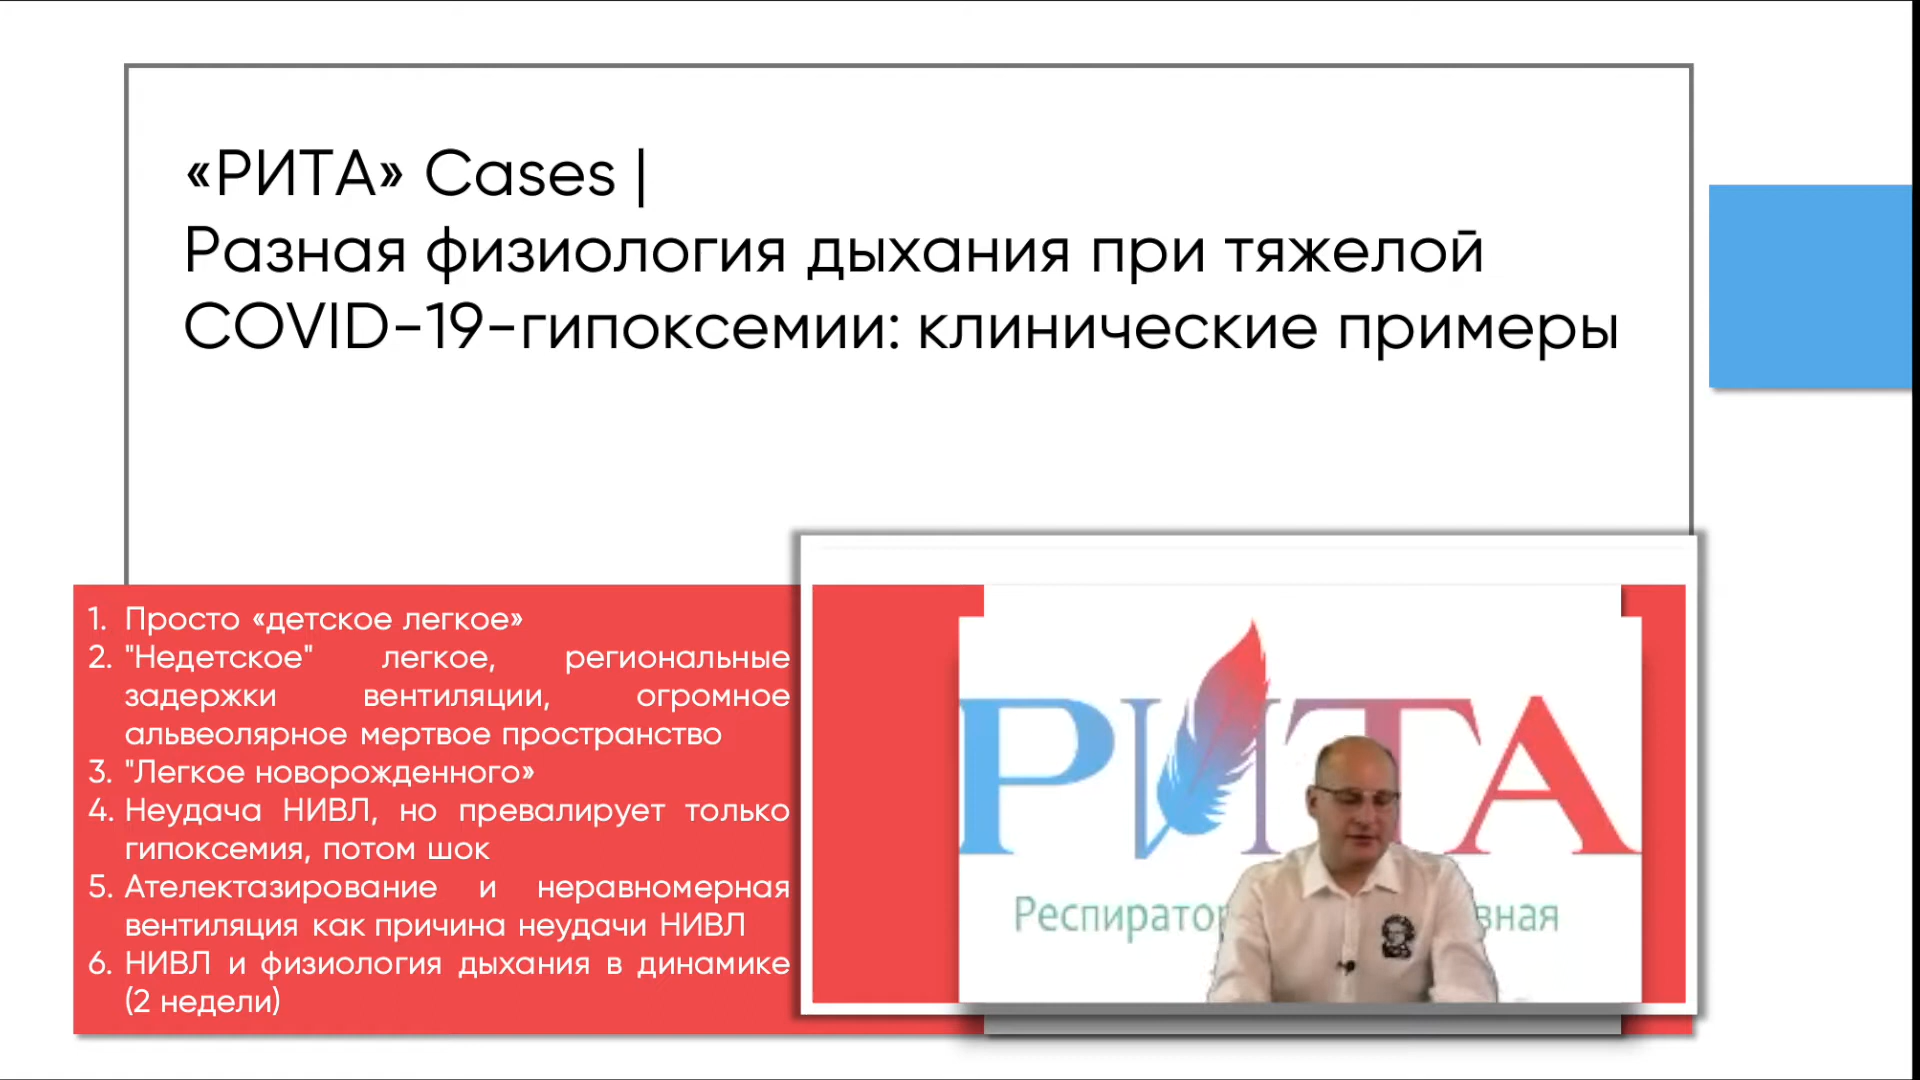 «РИТА» Cases |
Разная физиология дыхания при тяжелой
COVID-19-гипоксемии: клинические примеры
1. Просто «детское легкое»
2. "Недетское" легкое, региональные
задержки вентиляции, огромное
альвеолярное мертвое пространство
3. "Легкое новорожденного»
4. Неудача НИВЛ, но превалирует только
гипоксемия, потом шок
5. Ателектазирование и неравномерная
вентиляция как причина неудачи НИВЛ
6. НИВЛ и физиология дыхания в динамике
(2 недели)
РИТА